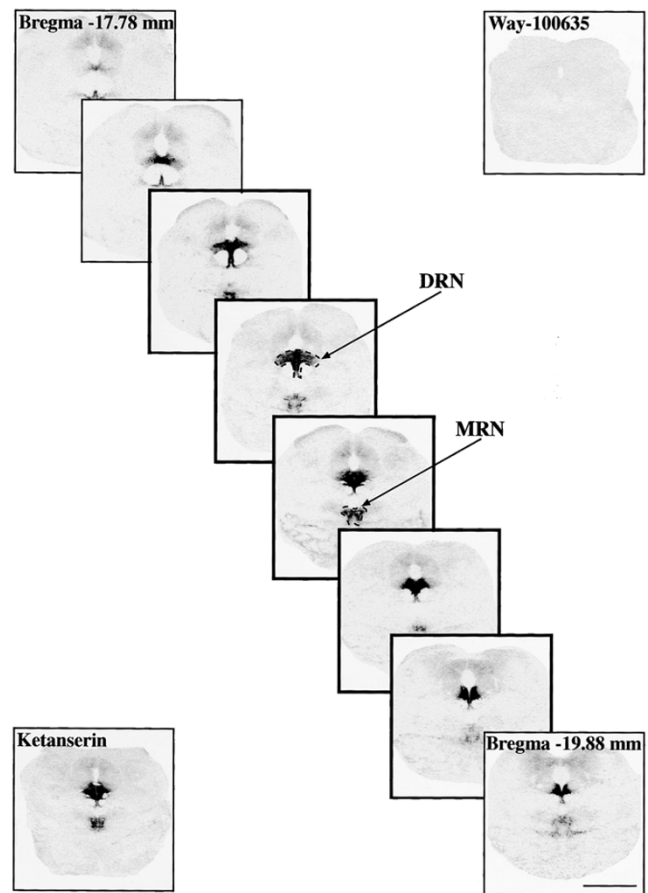 Bregma -17.78 mm
Way-100635
DRN
MRN
Ketanserin
Bregma -19.88 mm